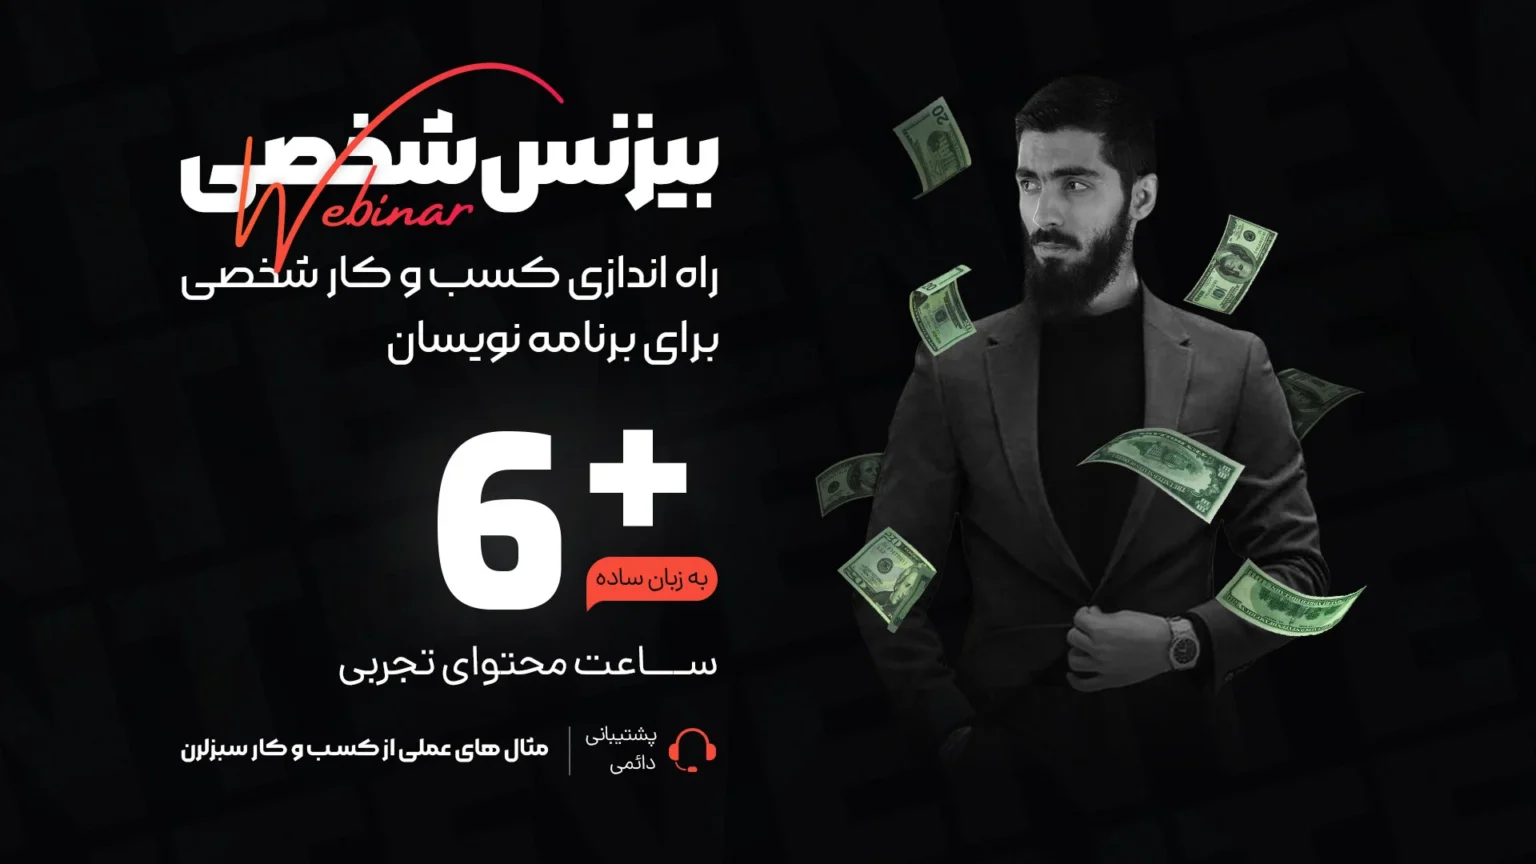 بیزنس شخصی
Webinar
راه اندازی کسب و کار شخصی
برای برنامه نویسان
6+
به زبان ساده
ســاعت محتوای تجربی
پشتیبانی
دائمی
مثال های عملی از کسب و کار سبزلرن